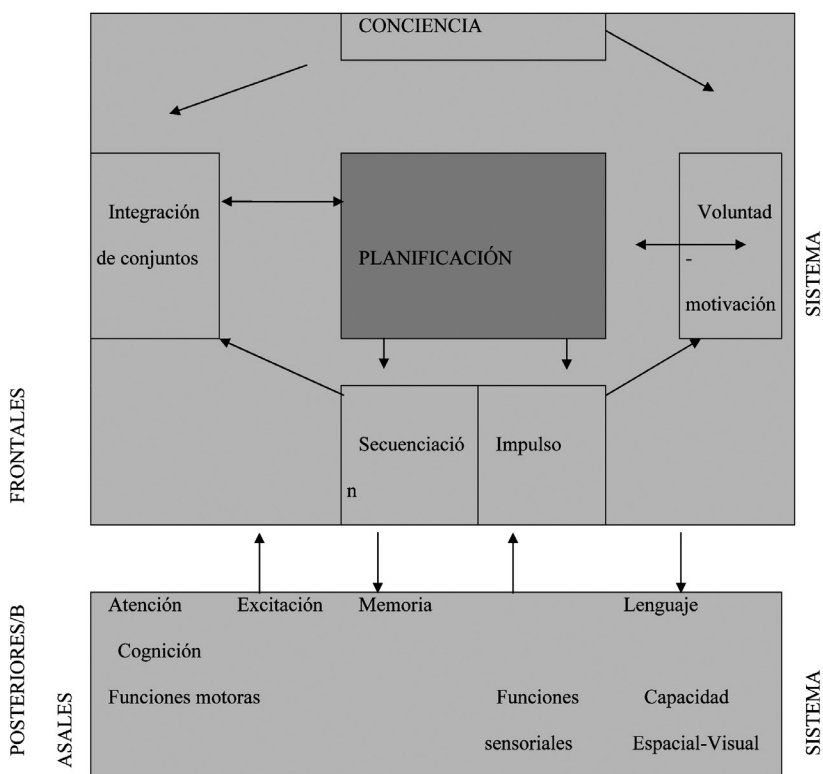 CONCIENCIA
Integración
de conjuntos
PLANIFICACIÓN
Voluntad
-
motivación
SISTEMA
FRONTALES
Secuenciació
n
Impulso
Atención
Excitación
Memoria
Lenguaje
Cognición
Funciones motoras
Funciones
sensoriales
Capacidad
Espacial-Visual
POSTERIORES/B
ASALES
SISTEMA